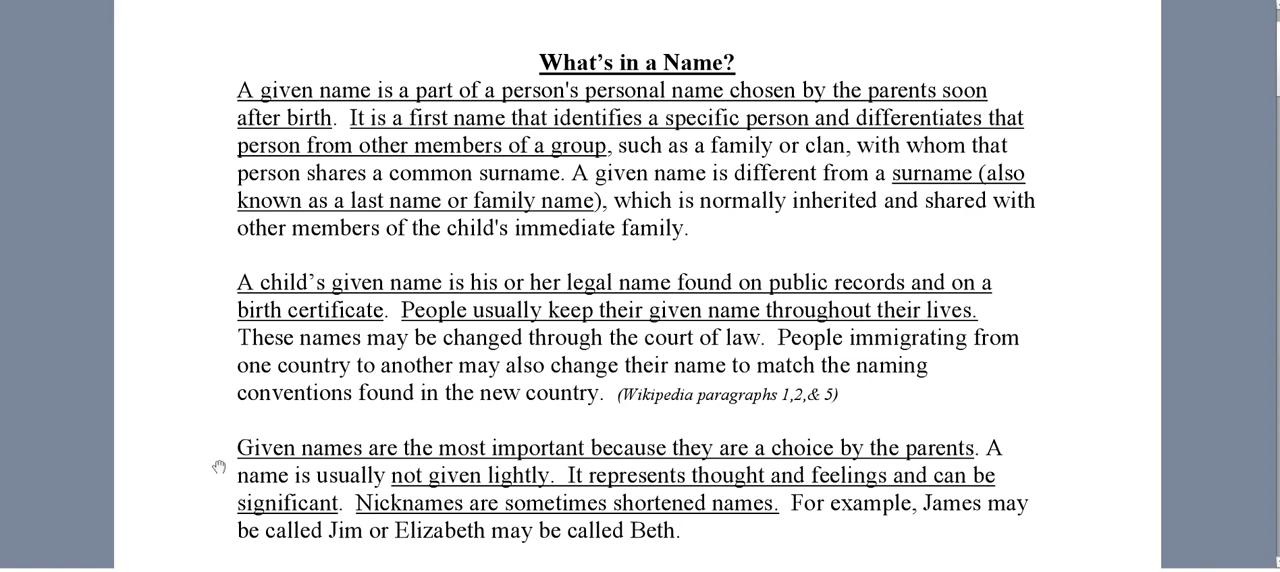 What's in a Name?
A given name is a part of a person's personal name chosen by the parents soon
after birth.  It is a first name that identifies a specific person and differentiates that
person from other members of a group, such as a family or clan, with whom that
person shares a common surname. A given name is different from a surname (also
known as a last name or family name), which is normally inherited and shared with
other members of the child's immediate family.
A child’s given name is his or her legal name found on public records and on a
birth certificate.  People usually keep their given name throughout their lives.
These names may be changed through the court of law.  People immigrating from
one country to another may also change their name to match the naming
conventions found in the new country.  (Wikipedia paragraphs 1,2,& 5)
Given names are the most important because they are a choice by the parents. A
name is usually not given lightly.  It represents thought and feelings and can be
significant.  Nicknames are sometimes shortened names.  For example, James may
be called Jim or Elizabeth may be called Beth.